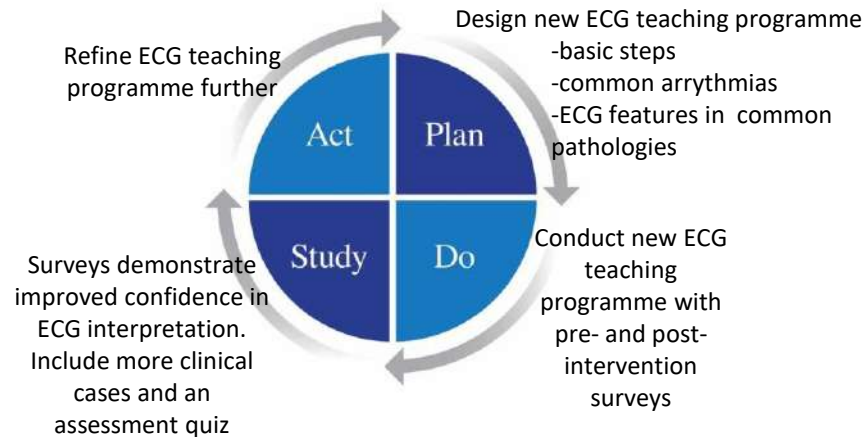 Design new ECG teaching programme
-basic steps
-common arrythmias
-ECG features in common
pathologies
Refine ECG teaching
programme further
Act
Plan
Study
Do
Conduct new ECG
teaching
programme with
pre- and post-
intervention
surveys
Surveys demonstrate
improved confidence in
ECG interpretation.
Include more clinical
cases and an
assessment quiz